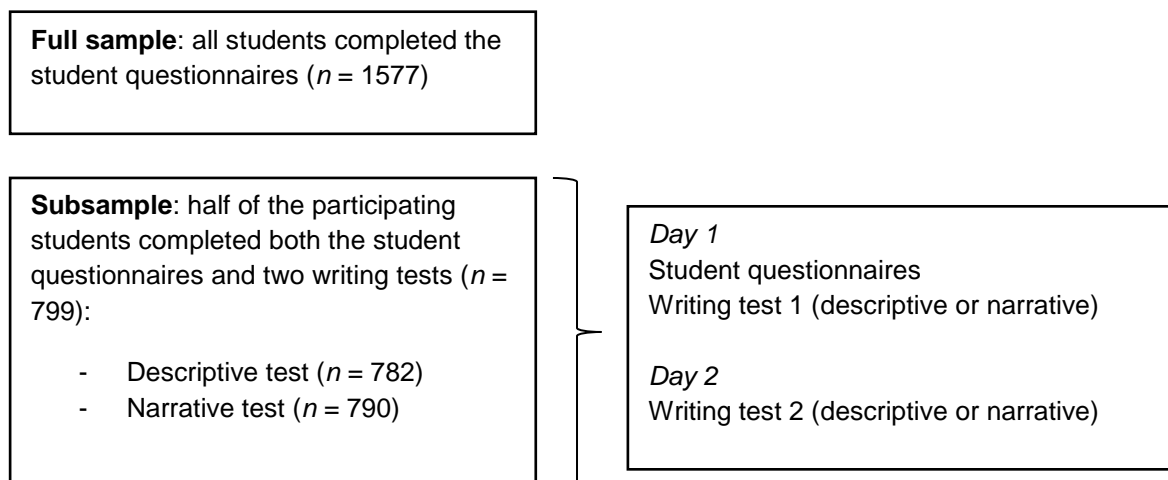 Full sample: all students completed the
student questionnaires (n = 1577)
Subsample: half of the participating
students completed both the student
questionnaires and two writing tests (n =
799):
- Descriptive test (n = 782)
- Narrative test (n = 790)
Day 1
Student questionnaires
Writing test 1 (descriptive or narrative)
Day 2
Writing test 2 (descriptive or narrative)